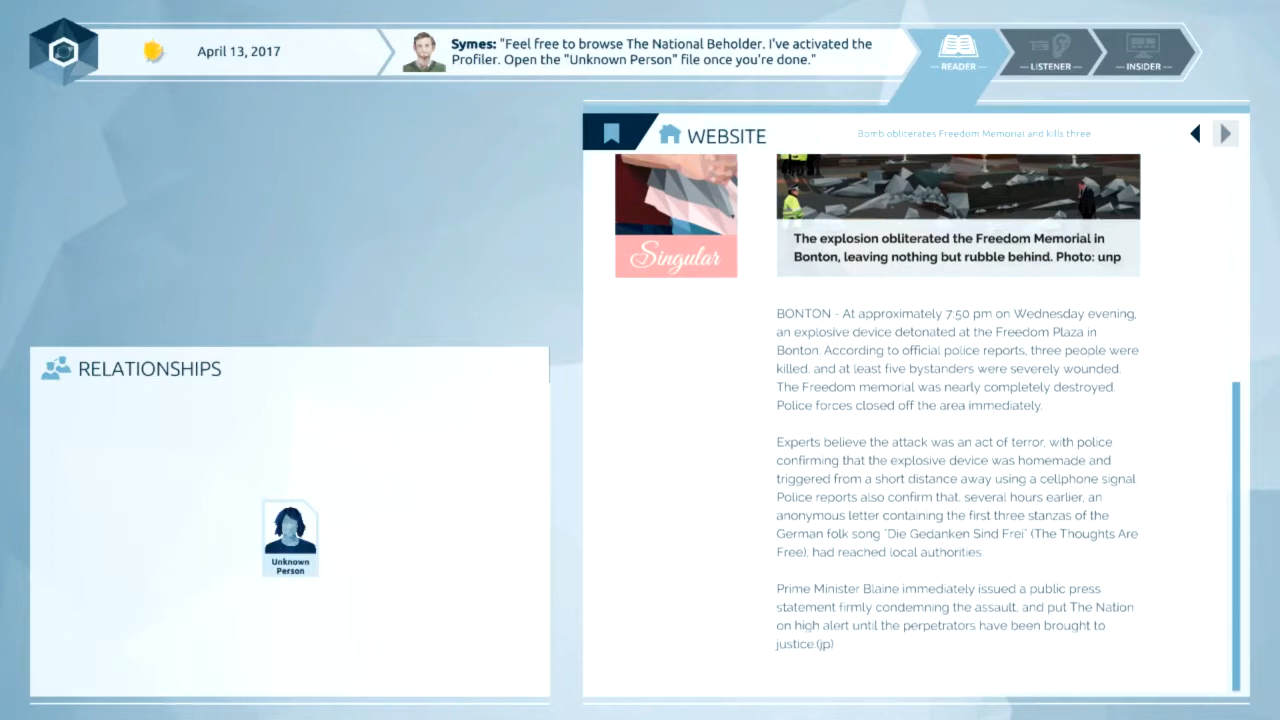 April 13, 2017
Symes: "Feel free to browse The National Beholder. I've activated the
Profiler. Open the "Unknown Person" file once you're done."
READER
LISTENER
INSIDER
WEBSITE
Bomb obliterates Freedom Memorial and kills three
Singular
The explosion obliterated the Freedom Memorial in
Bonton, leaving nothing but rubble behind. Photo: unp
BONTON - At approximately 7:50 pm on Wednesday evening,
an explosive device detonated at the Freedom Plaza in
Bonton. According to official police reports, three people were
killed, and at least five bystanders were severely wounded.
The Freedom memorial was nearly completely destroyed.
Police forces closed off the area immediately.
Experts believe the attack was an act of terror, with police
confirming that the explosive device was homemade and
triggered from a short distance away using a cellphone signal.
Police reports also confirm that, several hours earlier, an
anonymous letter containing the first three stanzas of the
German folk song "Die Gedanken Sind Frei" (The Thoughts Are
Free), had reached local authorities.
Prime Minister Blaine immediately issued a public press
statement firmly condemning the assault, and put The Nation
on high alert until the perpetrators have been brought to
justice.(jp)
RELATIONSHIPS
Unknown
Person